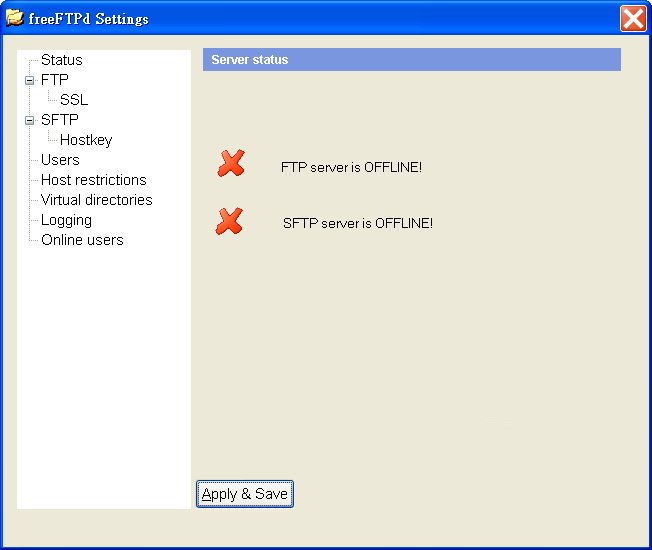 freeFTPd Settings
Status
FTP
SSL
SFTP
Hostkey
Users
Host restrictions
Virtual directories
Logging
Online users
Server status
FTP server is OFFLINE!
SFTP server is OFFLINE!
Apply & Save